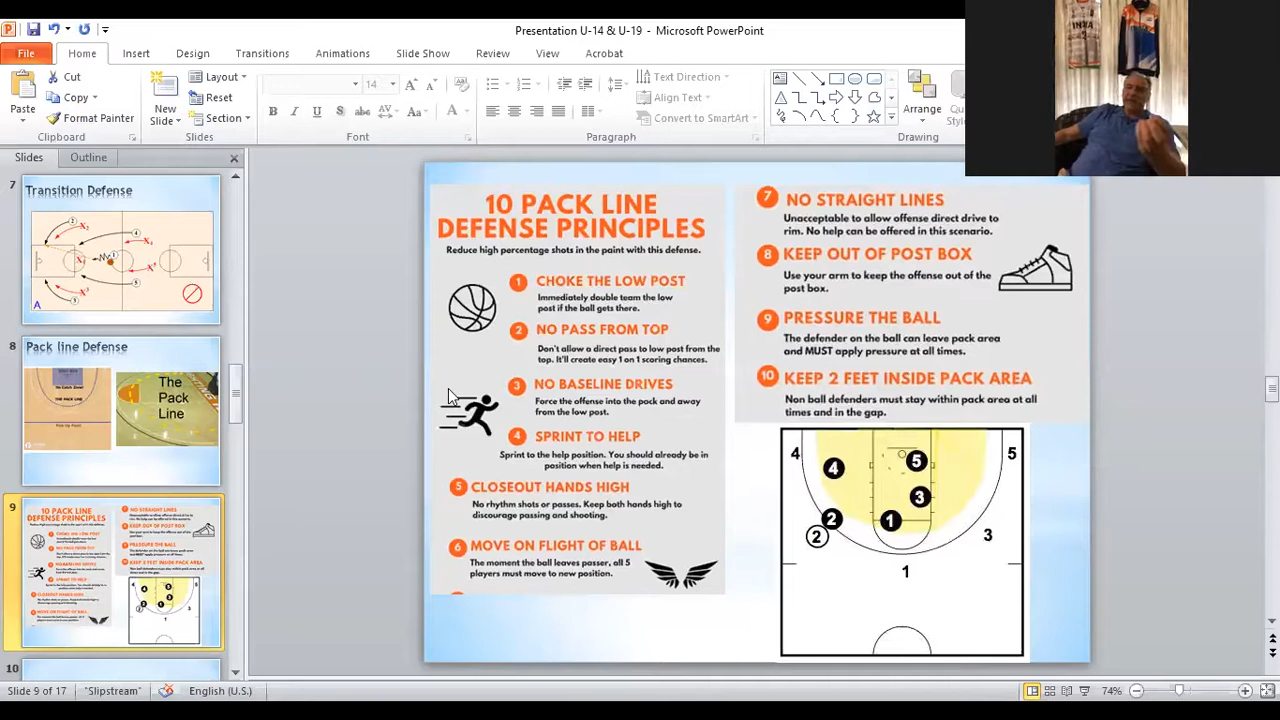 Presentation U-14 & U-19 - Microsoft PowerPoint
File Home Insert Design Transitions Animations Slide Show Review View Acrobat
Cut
Copy
Format Painter
Paste
Clipboard
New
Slide
Layout
Reset
Section
Slides
14
B I U S abc AV Aa A
Font
Text Direction
Align Text
Convert to SmartArt
Paragraph
Arrange
Drawing
INDIA
Slides Outline
7
Transition Defense
A
8
Pack line Defense
THE PACK LINE
The
Pack
Line
9
10 PACK LINE
DEFENSE PRINCIPLES
10
10 PACK LINE
DEFENSE PRINCIPLES
Reduce high percentage shots in the paint with this defense.
1 CHOKE THE LOW POST
Immediately double team the low
post if the ball gets there.
2 NO PASS FROM TOP
Don't allow a direct pass to low post from the
top. It'll create easy 1 on 1 scoring chances.
3 NO BASELINE DRIVES
Force the offense into the pack and away
from the low post.
4 SPRINT TO HELP
Sprint to the help position. You should already be in
position when help is needed.
5 CLOSEOUT HANDS HIGH
No rhythm shots or passes. Keep both hands high to
discourage passing and shooting.
6 MOVE ON FLIGHT OF BALL
The moment the ball leaves passer, all 5
players must move to new position.
7 NO STRAIGHT LINES
Unacceptable to allow offense direct drive to
rim. No help can be offered in this scenario.
8 KEEP OUT OF POST BOX
Use your arm to keep the offense out of the
post box.
9 PRESSURE THE BALL
The defender on the ball can leave pack area
and MUST apply pressure at all times.
10 KEEP 2 FEET INSIDE PACK AREA
Non ball defenders must stay within pack area at all
times and in the gap.
4 5
4 5
3
2 1
2 3
1
Slide 9 of 17 "Slipstream" English (U.S.) 74%